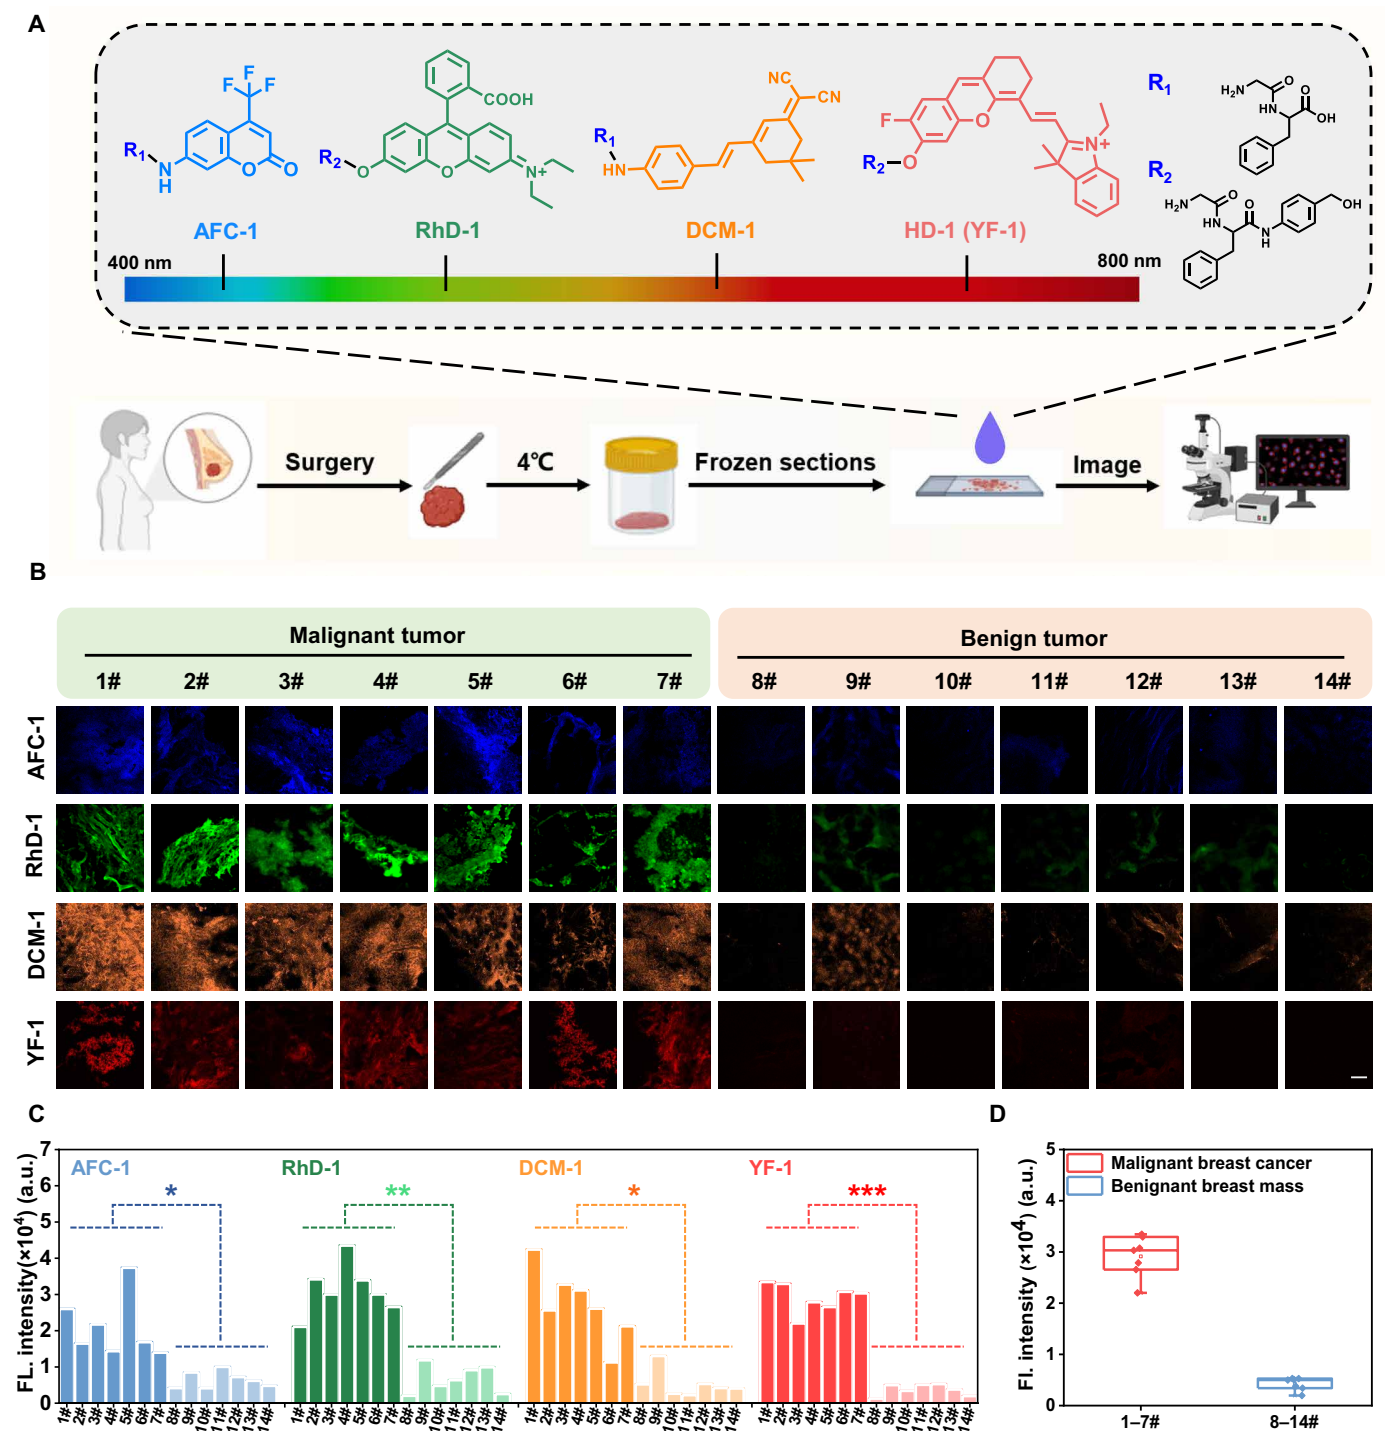 A
F
F
F
R1
N
H
O
O
AFC-1
COOH
R2
O
O
N+
RhD-1
NC
CN
R1
HN
DCM-1
F
O
R2
O
N+
HD-1 (YF-1)
R1
H2N
O
HN
O
OH
R2
H2N
O
HN
O
N
H
OH
400 nm
800 nm
Surgery
4℃
Frozen sections
Image
B
Malignant tumor
Benign tumor
1# 2# 3# 4# 5# 6# 7# 8# 9# 10# 11# 12# 13# 14#
AFC-1
RhD-1
DCM-1
YF-1
C
FL. intensity(×10⁴) (a.u.)
7
6
5
4
3
2
1
0
AFC-1
RhD-1
DCM-1
YF-1
*
**
*
***
1# 2# 3# 4# 5# 6# 7# 8# 9# 10# 11# 12# 13# 14#
1# 2# 3# 4# 5# 6# 7# 8# 9# 10# 11# 12# 13# 14#
1# 2# 3# 4# 5# 6# 7# 8# 9# 10# 11# 12# 13# 14#
1# 2# 3# 4# 5# 6# 7# 8# 9# 10# 11# 12# 13# 14#
D
Fl. intensity (×10⁴) (a.u.)
5
4
3
2
1
0
Malignant breast cancer
Benignant breast mass
1–7#
8–14#